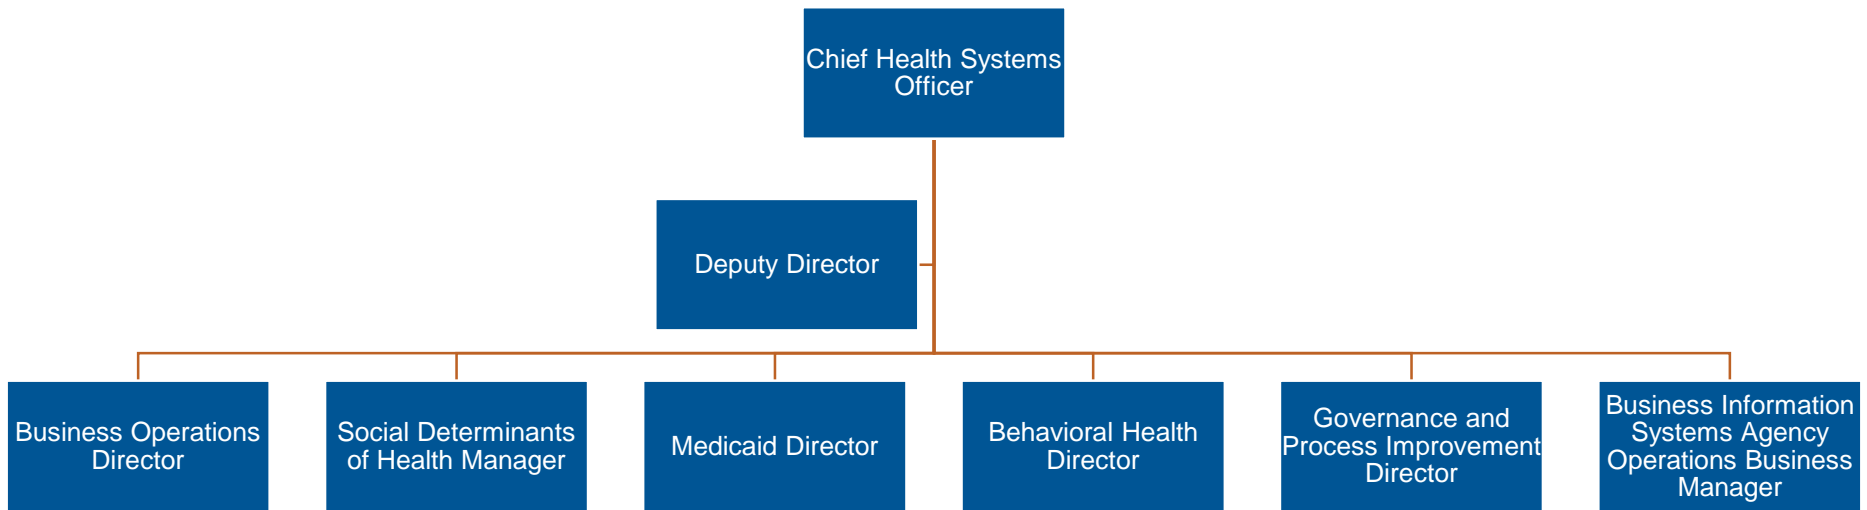 Chief Health Systems
Officer
Deputy Director
Business Operations
Director
Social Determinants
of Health Manager
Medicaid Director
Behavioral Health
Director
Governance and
Process Improvement
Director
Business Information
Systems Agency
Operations Business
Manager